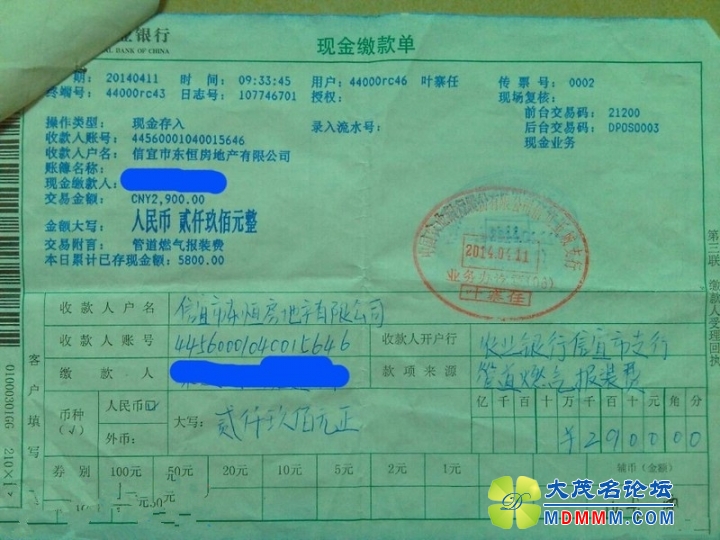 业银行
AL BANK OF CHINA
现金缴款单
期: 20140411 时 间: 09:33:45 用户: 44000rc46 叶寨任 传 票 号: 0002
终端号: 44000rc43 日志号: 107746701 授权: 现场复核:
前台交易码: 21200
操作类型: 现金存入 录入流水号: 后台交易码: DP0S0003
收款人账号: 44560001040015646 现金业务
收款人户名: 信宜市东恒房地产有限公司
账簿名称:
现金缴款人:
交易金额: CNY2,900.00
金额大写: 人民币 贰仟玖佰元整
交易附言: 管道燃气报装费
本日累计已存现金额: 5800.00
2014.04.11
业务办讫
叶寨任
第三联 缴款人受理回执
客户填写
01000301GG 210×1
收款人户名 信宜市东恒房地产有限公司
收款人账号 44560001040015646 收款人开户行 农业银行信宜市支行
缴款人 款项来源 管道燃气报装费
币种(√) 人民币☑ 大写: 贰仟玖佰元正 亿 千 百 十 万 千 百 十 元 角 分
外币: ¥290000
券别 100元 50元 20元 10元 5元 2元 1元 辅币(金额)
大茂名论坛
MDMMM.COM